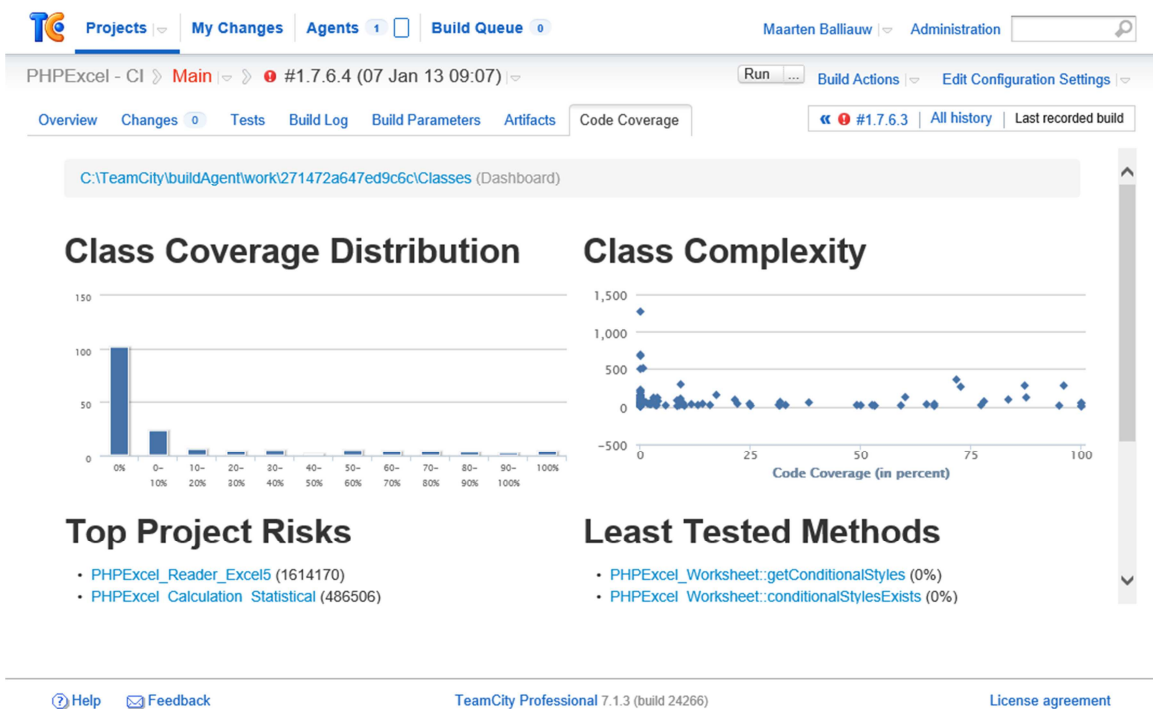 TC Projects My Changes Agents 1 Build Queue 0 Maarten Balliauw Administration
PHPExcel - CI Main #1.7.6.4 (07 Jan 13 09:07) Run ... Build Actions Edit Configuration Settings
Overview Changes 0 Tests Build Log Build Parameters Artifacts Code Coverage « #1.7.6.3 | All history | Last recorded build
C:\TeamCity\buildAgent\work\271472a647ed9c6c\Classes (Dashboard)
Class Coverage Distribution
150
100
50
0
0% 0-10% 10-20% 20-30% 30-40% 40-50% 50-60% 60-70% 70-80% 80-90% 90-100% 100%
Class Complexity
1,500
1,000
500
0
-500
0 25 50 75 100
Code Coverage (in percent)
Top Project Risks
• PHPExcel_Reader_Excel5 (1614170)
• PHPExcel_Calculation_Statistical (486506)
Least Tested Methods
• PHPExcel_Worksheet::getConditionalStyles (0%)
• PHPExcel_Worksheet::conditionalStylesExists (0%)
? Help Feedback TeamCity Professional 7.1.3 (build 24266) License agreement